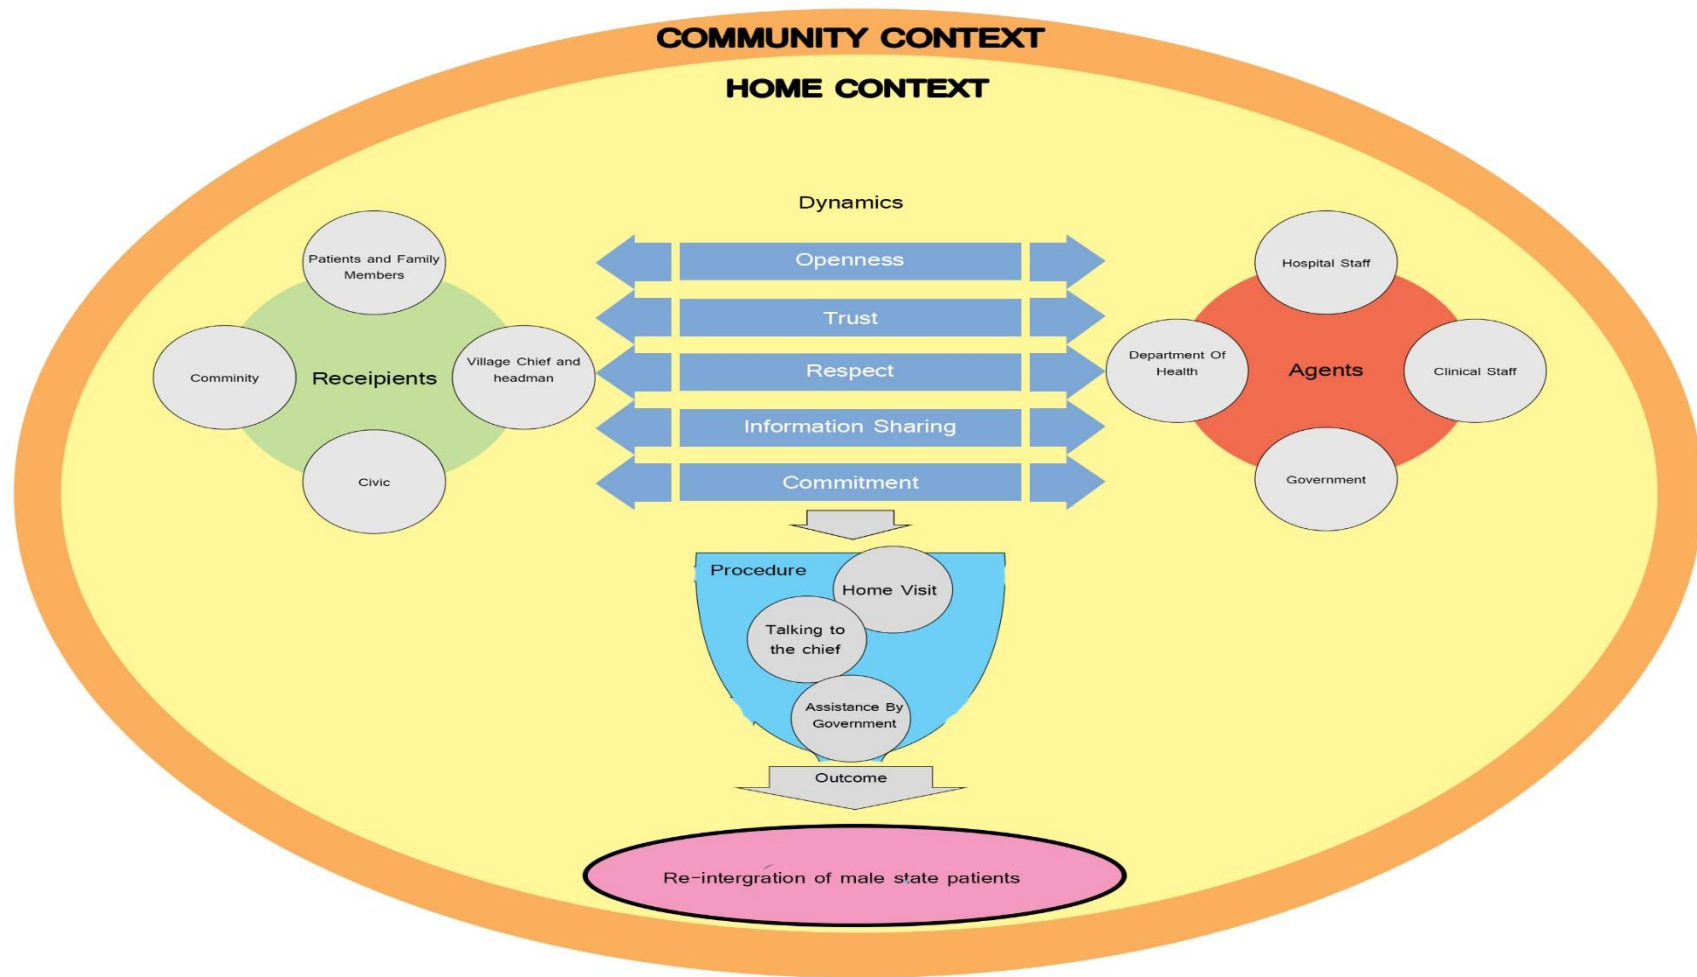 COMMUNITY CONTEXT
HOME CONTEXT
Dynamics
Patients and Family
Members
Comminity
Receipients
Village Chief and
headman
Civic
Openness
Trust
Respect
Information Sharing
Commitment
Hospital Staff
Department Of
Health
Agents
Clinical Staff
Government
Procedure
Home Visit
Talking to
the chief
Assistance By
Government
Outcome
Re-intergration of male state patients